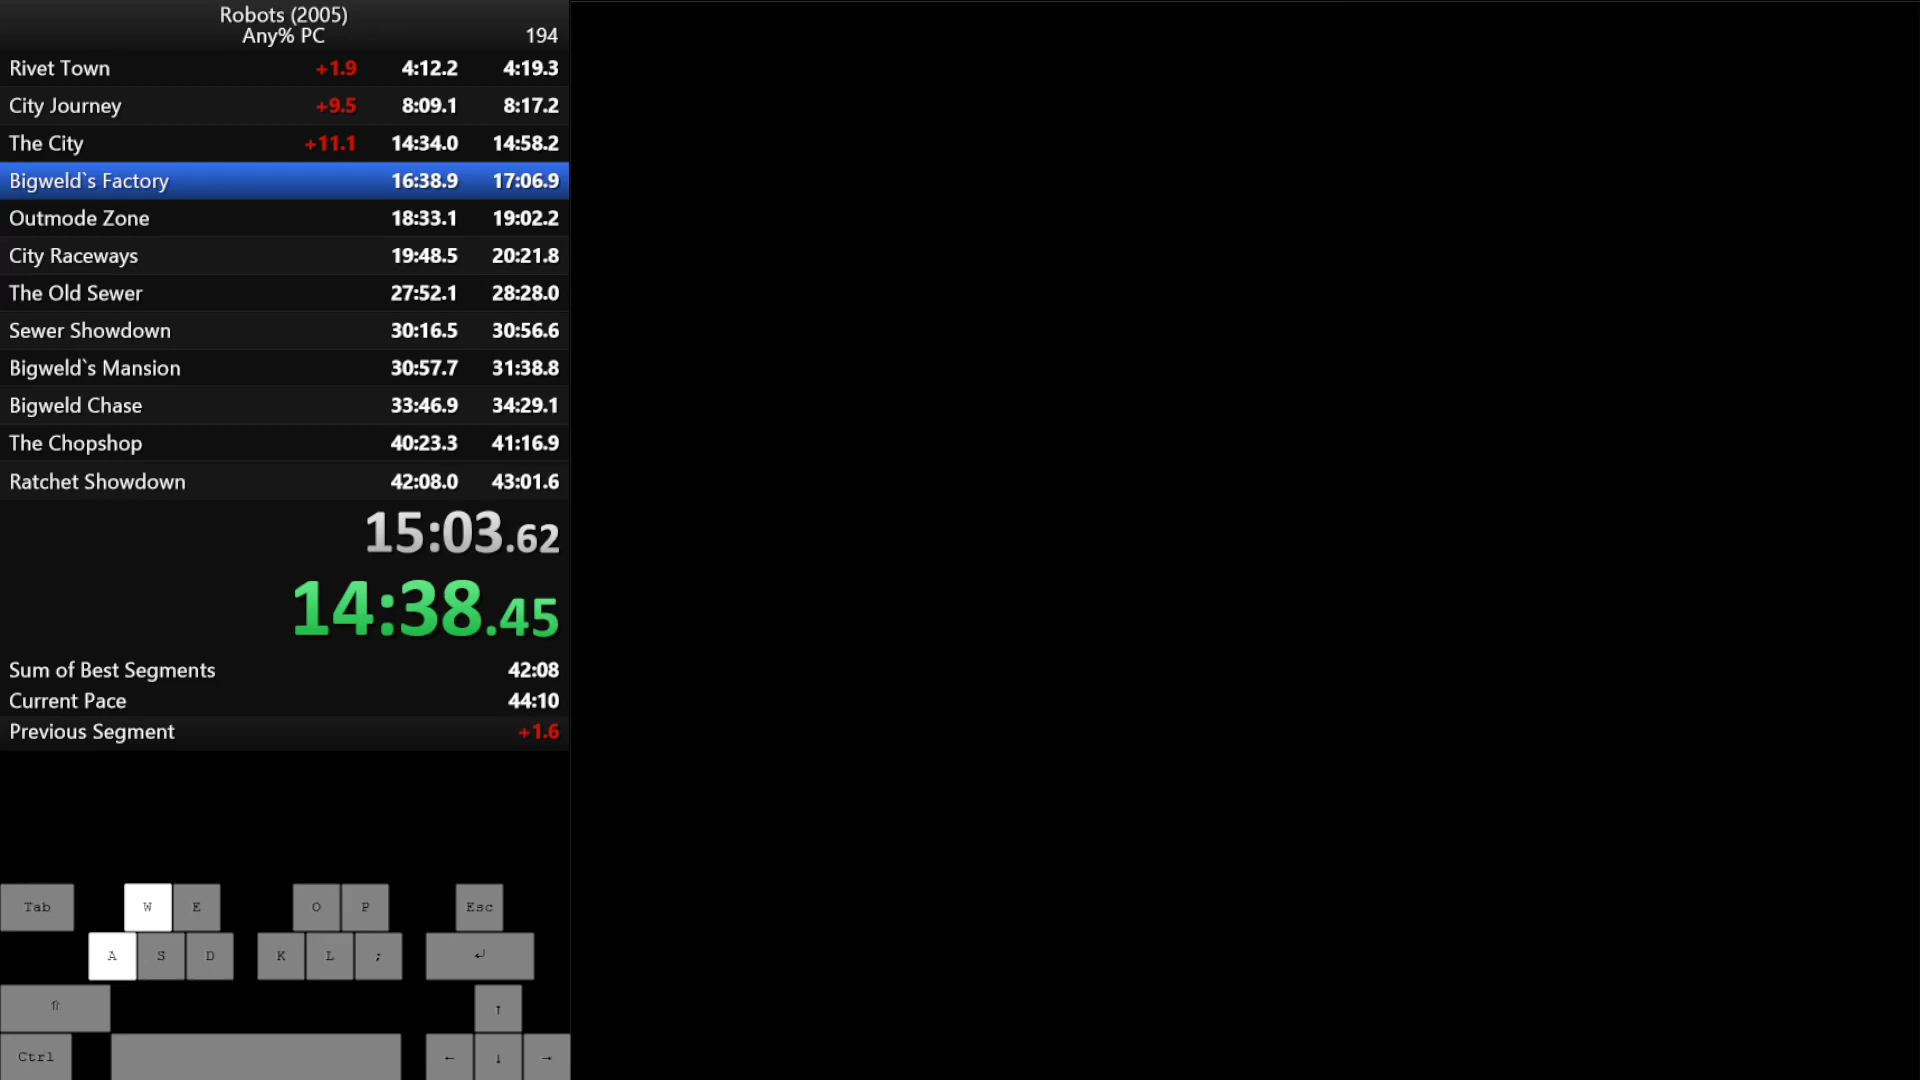 Robots (2005)
Any% PC 194
Rivet Town +1.9 4:12.2 4:19.3
City Journey +9.5 8:09.1 8:17.2
The City +11.1 14:34.0 14:58.2
Bigweld`s Factory 16:38.9 17:06.9
Outmode Zone 18:33.1 19:02.2
City Raceways 19:48.5 20:21.8
The Old Sewer 27:52.1 28:28.0
Sewer Showdown 30:16.5 30:56.6
Bigweld`s Mansion 30:57.7 31:38.8
Bigweld Chase 33:46.9 34:29.1
The Chopshop 40:23.3 41:16.9
Ratchet Showdown 42:08.0 43:01.6
15:03.62
14:38.45
Sum of Best Segments 42:08
Current Pace 44:10
Previous Segment +1.6
Tab W E O P Esc
A S D K L ; ↵
⇧ ↑
Ctrl ← ↓ →